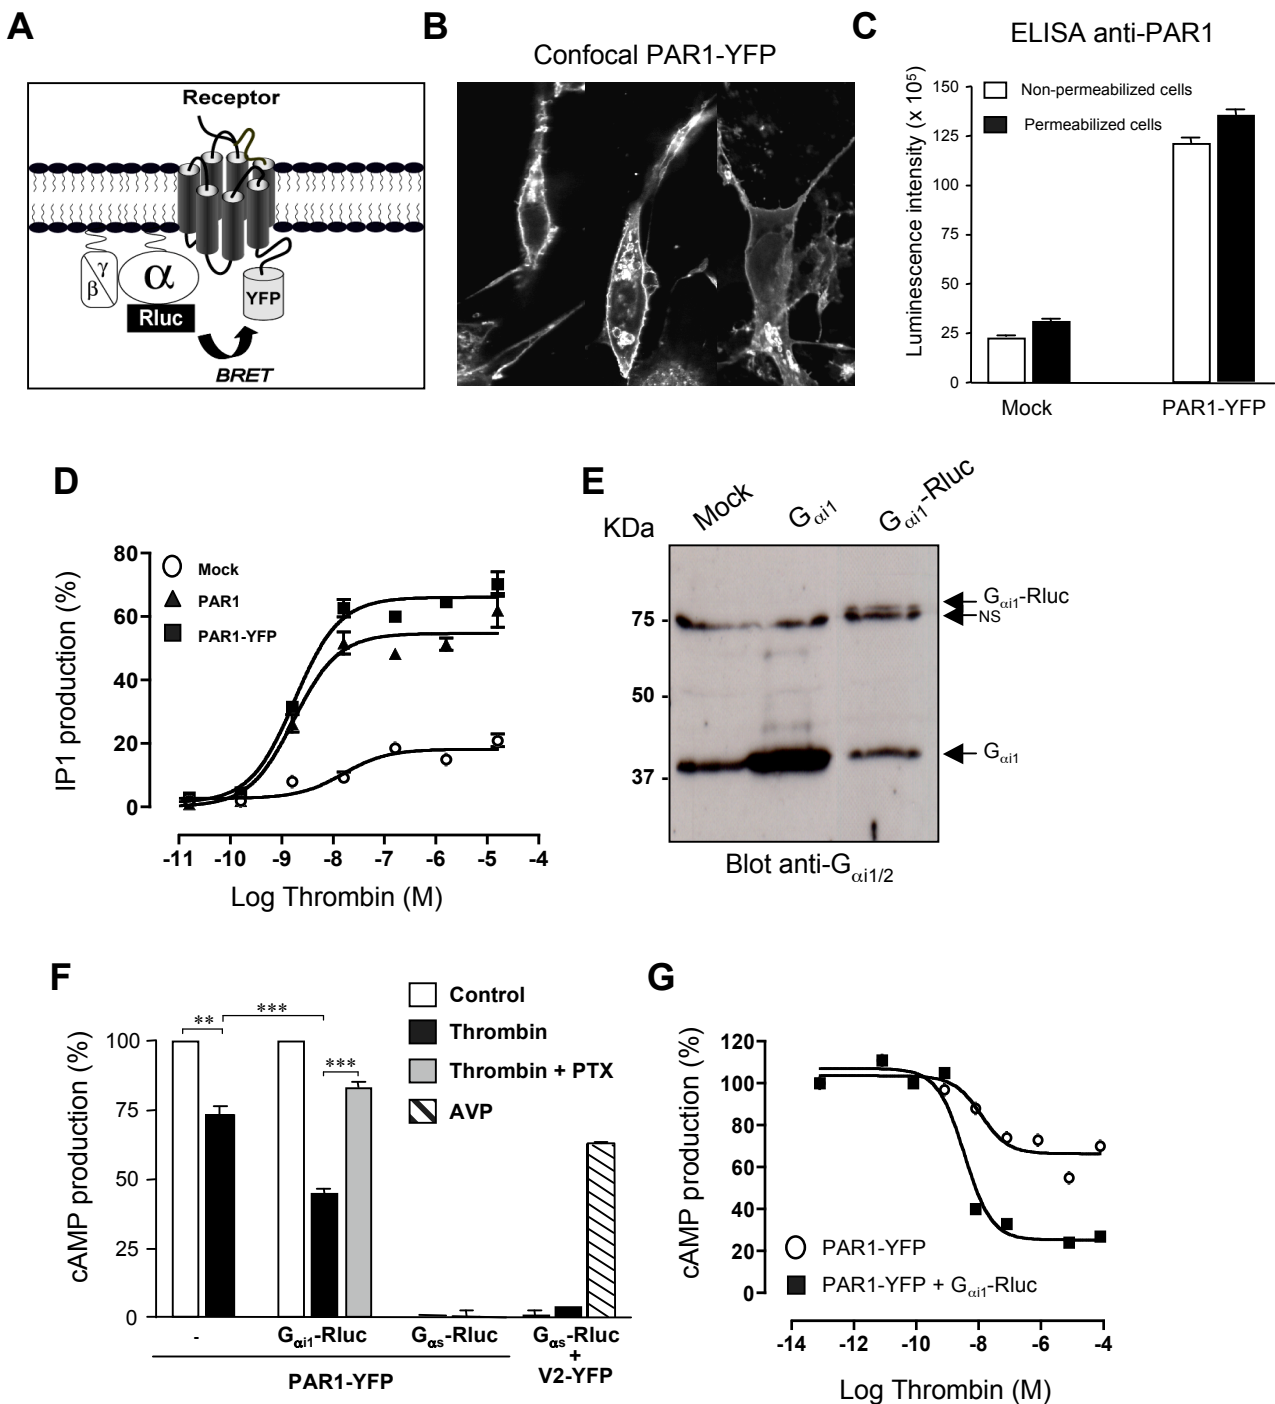 A
Receptor
γ
β
α
Rluc
YFP
BRET
B
Confocal PAR1-YFP
C
ELISA anti-PAR1
Luminescence intensity (x 10⁵)
150
125
100
75
50
25
0
Non-permeabilized cells
Permeabilized cells
Mock
PAR1-YFP
D
IP1 production (%)
80
60
40
20
0
Mock
PAR1
PAR1-YFP
-11 -10 -9 -8 -7 -6 -5 -4
Log Thrombin (M)
E
KDa
Mock
Gαi1
Gαi1-Rluc
75 -
50 -
37 -
Gαi1-Rluc
NS
Gαi1
Blot anti-Gαi1/2
F
cAMP production (%)
100
75
50
25
0
** *** ***
Control
Thrombin
Thrombin + PTX
AVP
- Gαi1-Rluc Gαs-Rluc Gαs-Rluc
+
V2-YFP
PAR1-YFP
G
cAMP production (%)
120
100
80
60
40
20
0
PAR1-YFP
PAR1-YFP + Gαi1-Rluc
-14 -12 -10 -8 -6 -4
Log Thrombin (M)